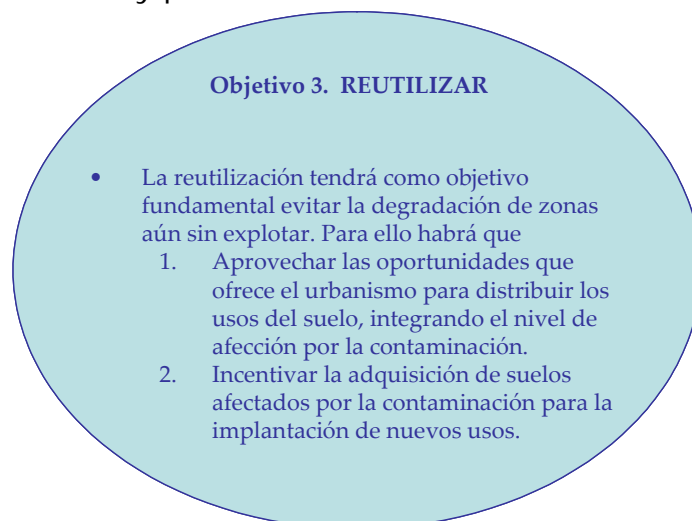 Objetivo 3. REUTILIZAR
• La reutilización tendrá como objetivo
fundamental evitar la degradación de zonas
aún sin explotar. Para ello habrá que
1. Aprovechar las oportunidades que
ofrece el urbanismo para distribuir los
usos del suelo, integrando el nivel de
afección por la contaminación.
2. Incentivar la adquisición de suelos
afectados por la contaminación para la
implantación de nuevos usos.